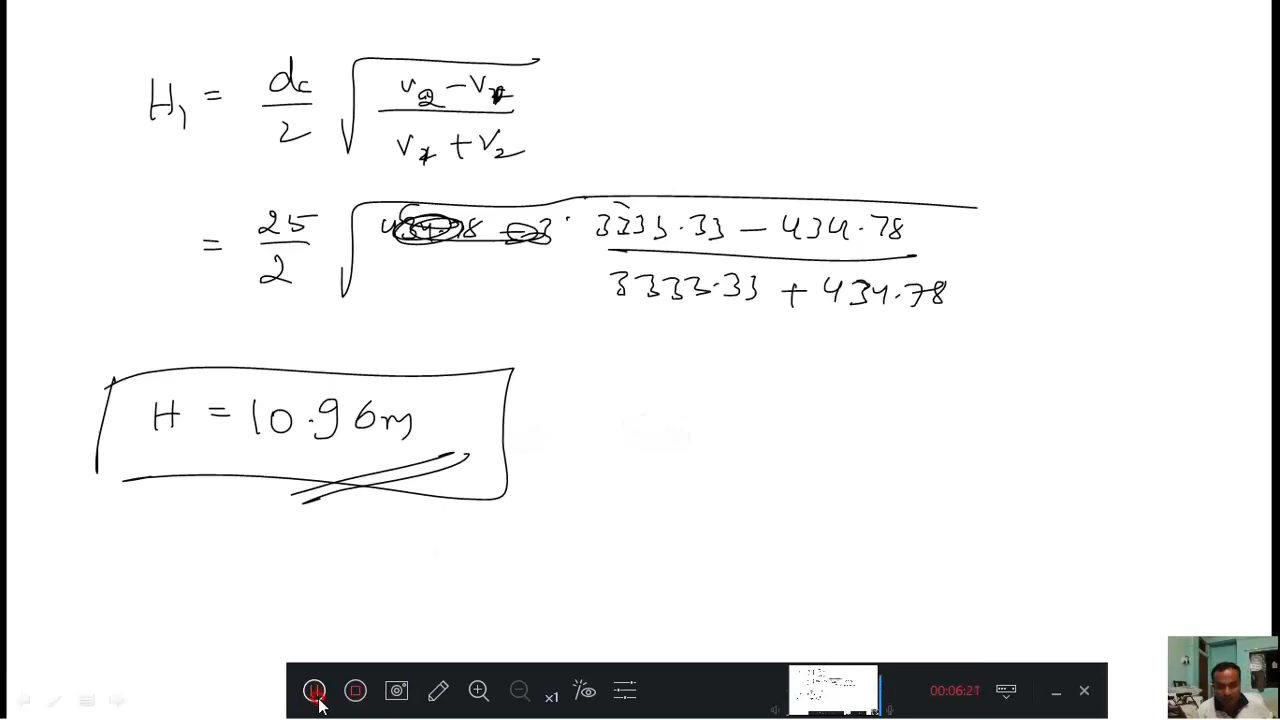 H₁ = dc/2 √((V₂ − V₁)/(V₁ + V₂))
= 25/2 √((3333.33 − 434.78)/(3333.33 + 434.78))
H = 10.96m
x1
00:06:21